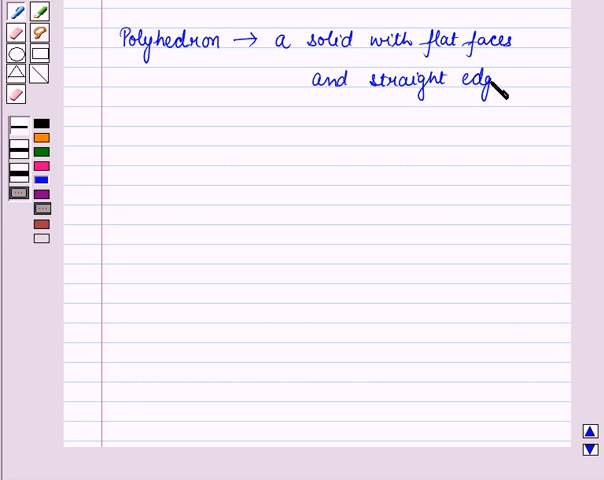 Polyhedron → a solid with flat faces
and straight edg